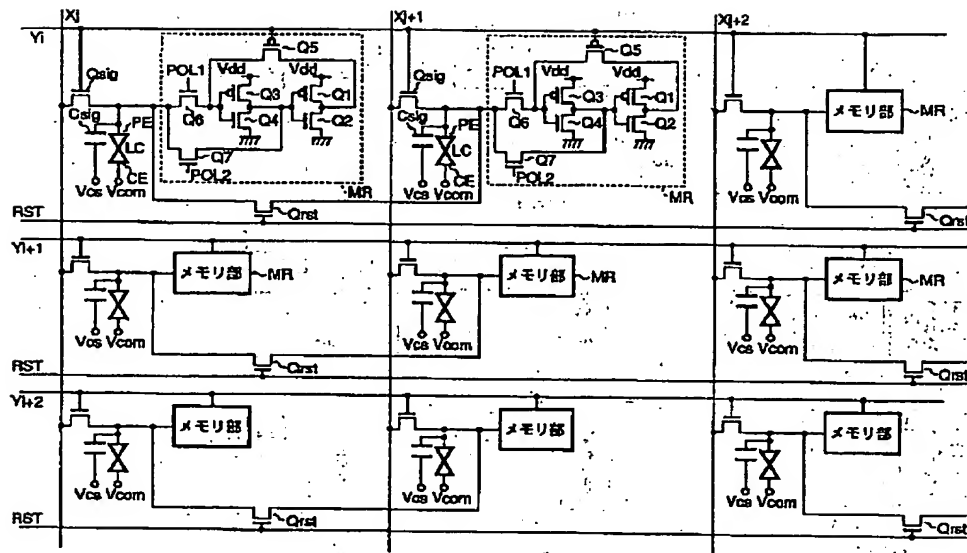 Xj Xj+1 Xj+2
Yi
Qsig POL1 Vdd Vdd Q5 Qsig POL1 Vdd Vdd Q5
Q3 Q1 Q3 Q1
メモリ部 MR
Csig PE Q6 Q4 Q2 Csig PE Q6 Q4 Q2
LC Q7 LC Q7
CE POL2 CE POL2
Vcs Vcom MR Vcs Vcom MR Vcs Vcom
RST Qrst Qrst
Yi+1
メモリ部 MR メモリ部 MR メモリ部 MR
Vcs Vcom Vcs Vcom Vcs Vcom
RST Qrst Qrst
Yi+2
メモリ部 メモリ部 メモリ部
Vcs Vcom Vcs Vcom Vcs Vcom
RST Qrst Qrst